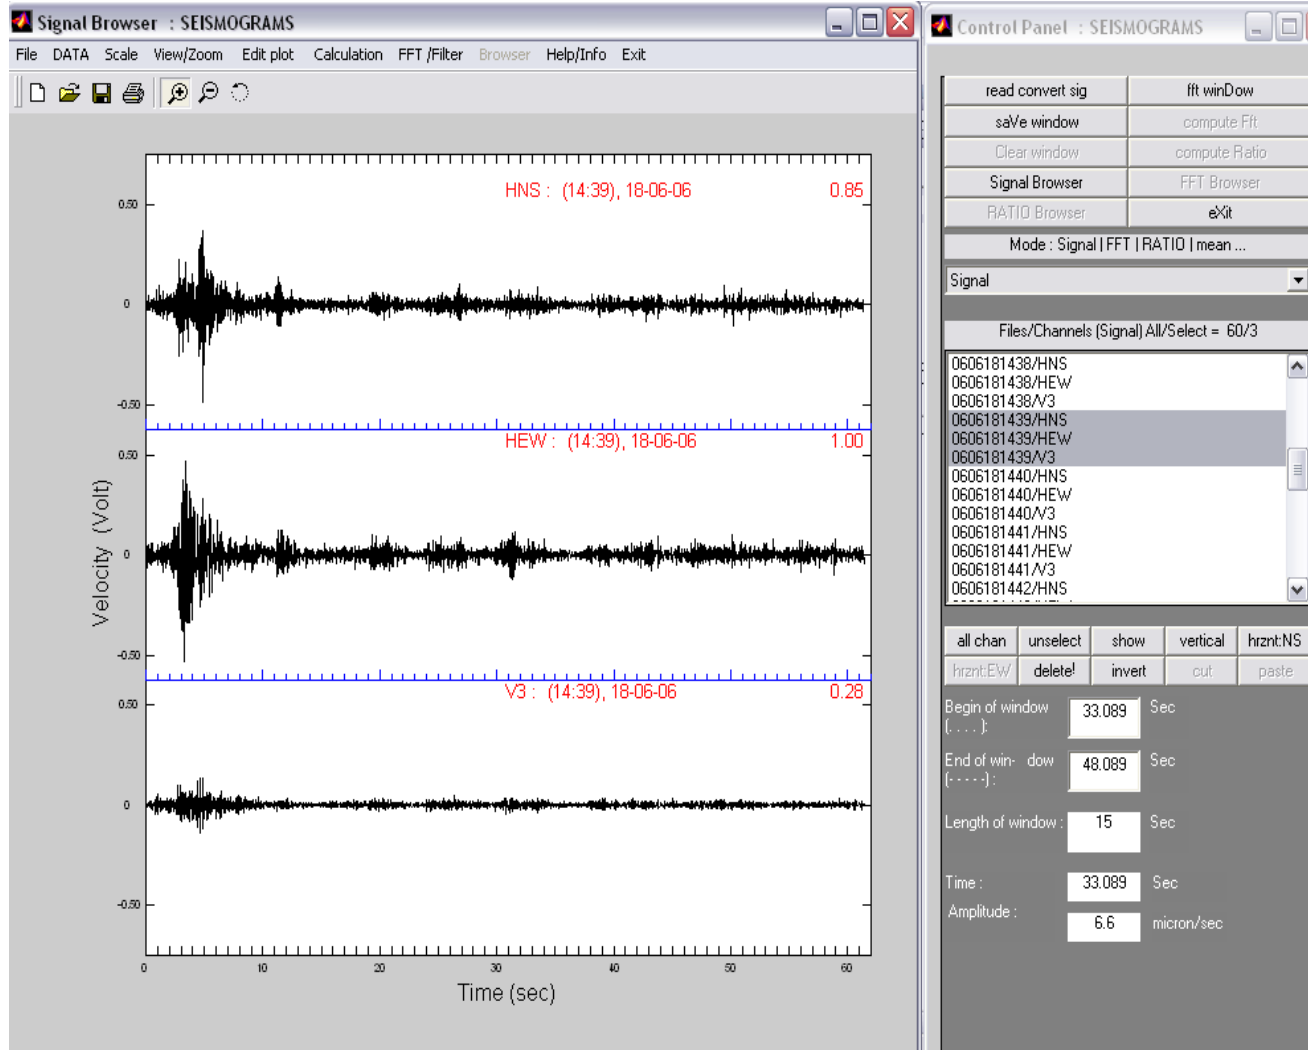 Signal Browser : SEISMOGRAMS
File DATA Scale View/Zoom Edit plot Calculation FFT /Filter Browser Help/Info Exit
HNS : (14:39), 18-06-06 0.85
0.50
0
-0.50
HEW : (14:39), 18-06-06 1.00
0.50
0
-0.50
V3 : (14:39), 18-06-06 0.28
0.50
0
-0.50
Velocity (Volt)
0 10 20 30 40 50 60
Time (sec)
Control Panel : SEISMOGRAMS
read convert sig fft winDow
saVe window compute Fft
Clear window compute Ratio
Signal Browser FFT Browser
RATIO Browser eXit
Mode : Signal | FFT | RATIO | mean ...
Signal
Files/Channels (Signal) All/Select = 60/3
0606181438/HNS
0606181438/HEW
0606181438/V3
0606181439/HNS
0606181439/HEW
0606181439/V3
0606181440/HNS
0606181440/HEW
0606181440/V3
0606181441/HNS
0606181441/HEW
0606181441/V3
0606181442/HNS
all chan unselect show vertical hrznt:NS
hrznt:EW delete! invert cut paste
Begin of window 33.089 Sec
(. . . . ):
End of win- dow 48.089 Sec
(- - - - -) :
Length of window : 15 Sec
Time : 33.089 Sec
Amplitude : 6.6 micron/sec